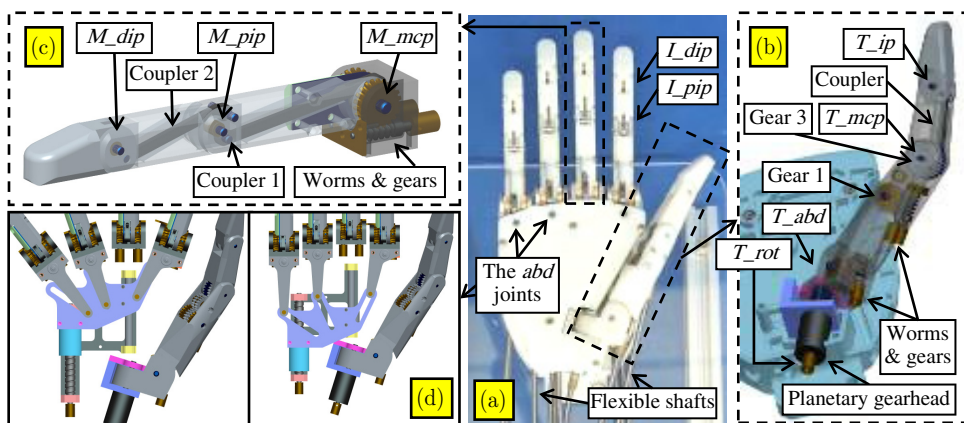 (c)
M_dip
M_pip
M_mcp
Coupler 2
Coupler 1
Worms & gears
(d)
(a)
I_dip
I_pip
The abd
joints
Flexible shafts
(b)
T_ip
Coupler
Gear 3
T_mcp
Gear 1
T_abd
T_rot
Worms
& gears
Planetary gearhead